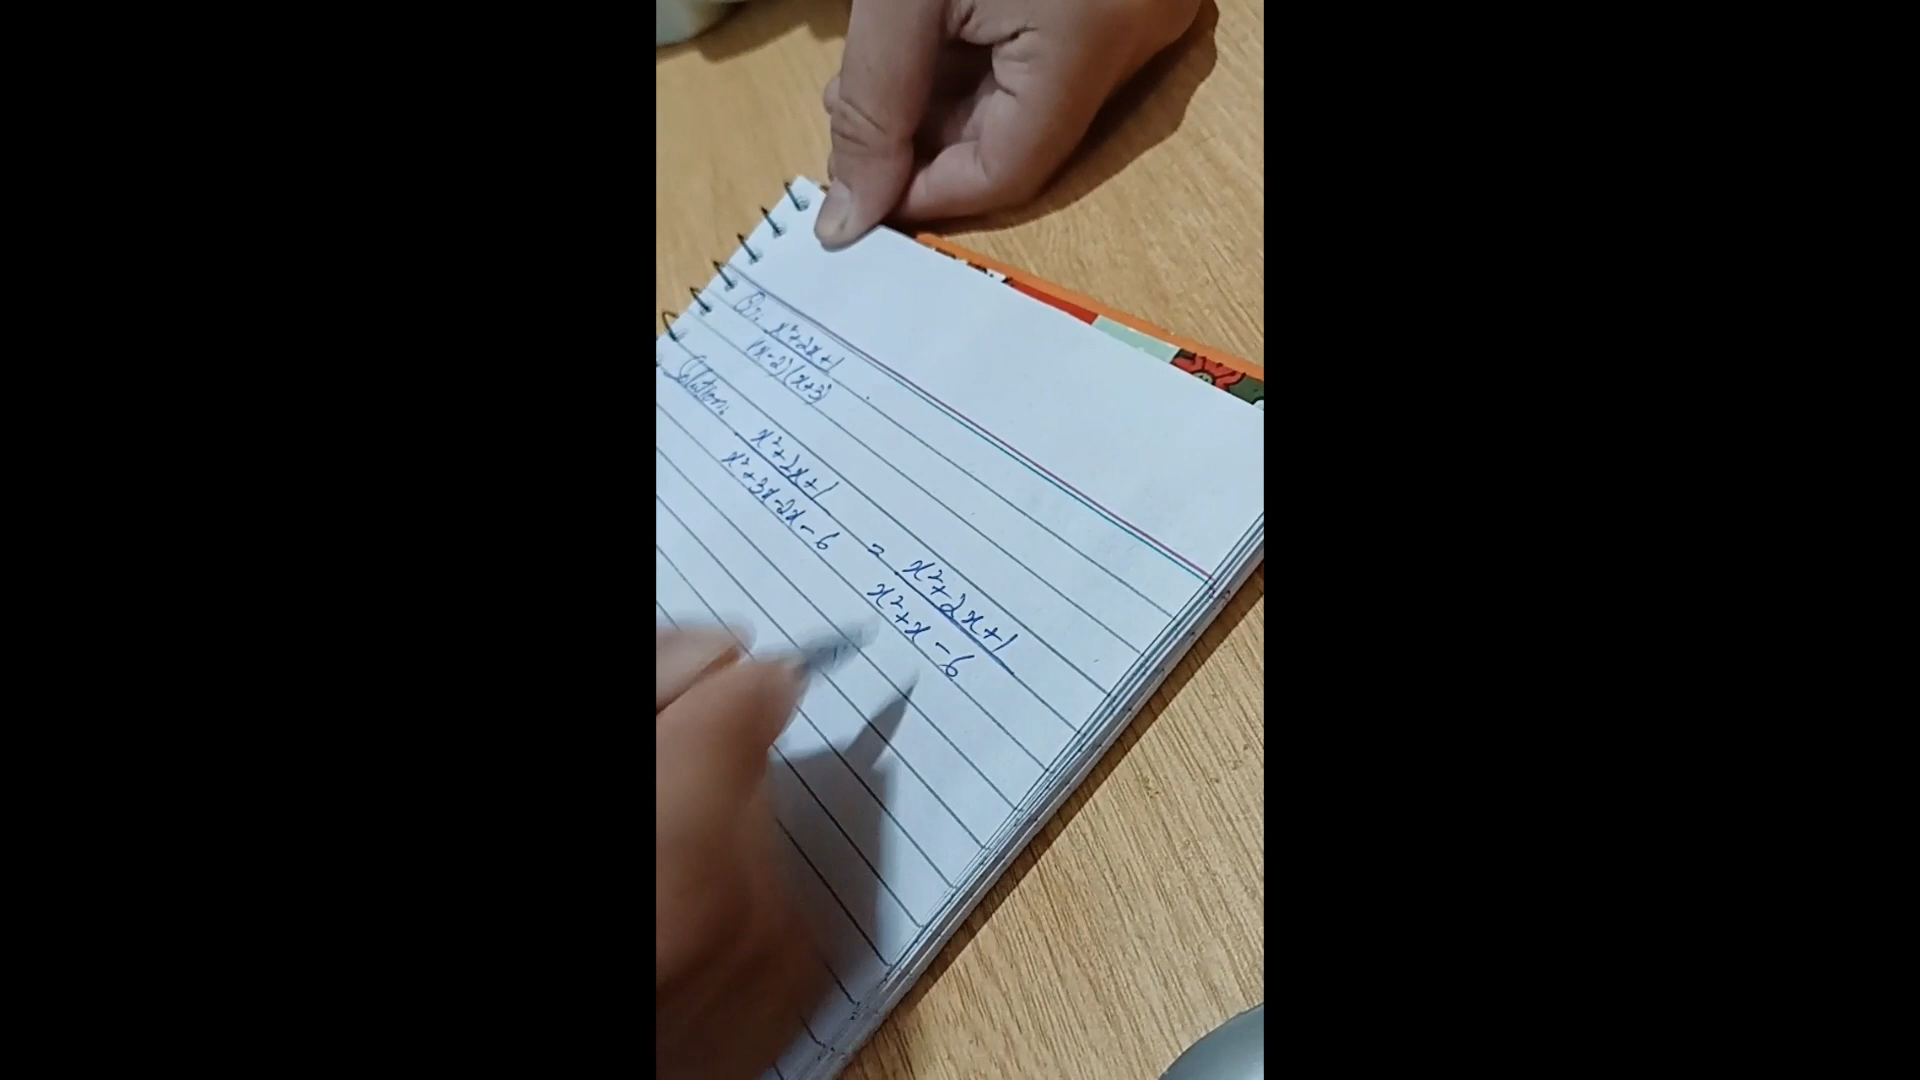 Q:. x²+2x+1
(x-2)(x+3)
Solution:.
x²+2x+1
x²+3x-2x-6
= x²+2x+1
x²+x-6